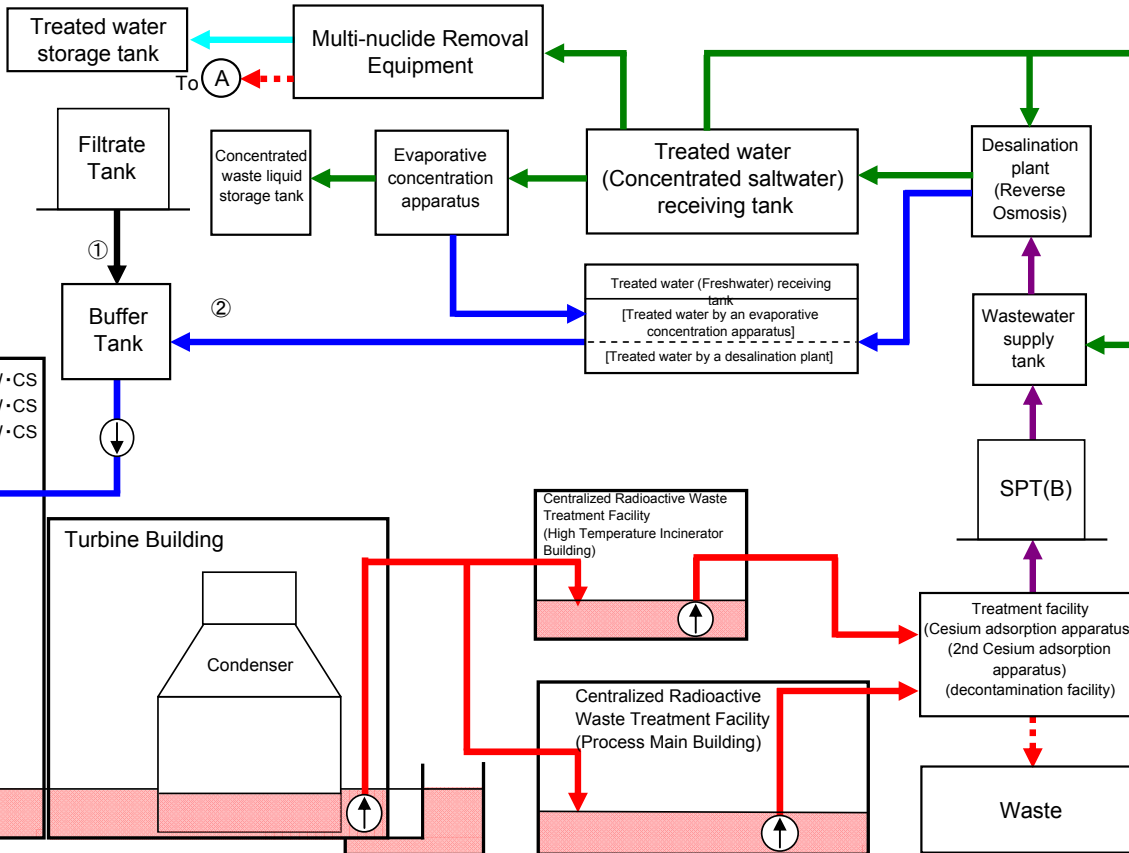 Treated water
storage tank
Multi-nuclide Removal
Equipment
To A
Filtrate
Tank
Concentrated
waste liquid
storage tank
Evaporative
concentration
apparatus
Treated water
(Concentrated saltwater)
receiving tank
Desalination
plant
(Reverse
Osmosis)
①
②
Buffer
Tank
Treated water (Freshwater) receiving
tank
[Treated water by an evaporative
concentration apparatus]
[Treated water by a desalination plant]
Wastewater
supply
tank
・CS
・CS
・CS
SPT(B)
Turbine Building
Condenser
Centralized Radioactive Waste
Treatment Facility
(High Temperature Incinerator
Building)
Centralized Radioactive
Waste Treatment Facility
(Process Main Building)
Treatment facility
(Cesium adsorption apparatus
(2nd Cesium adsorption
apparatus)
(decontamination facility)
Waste